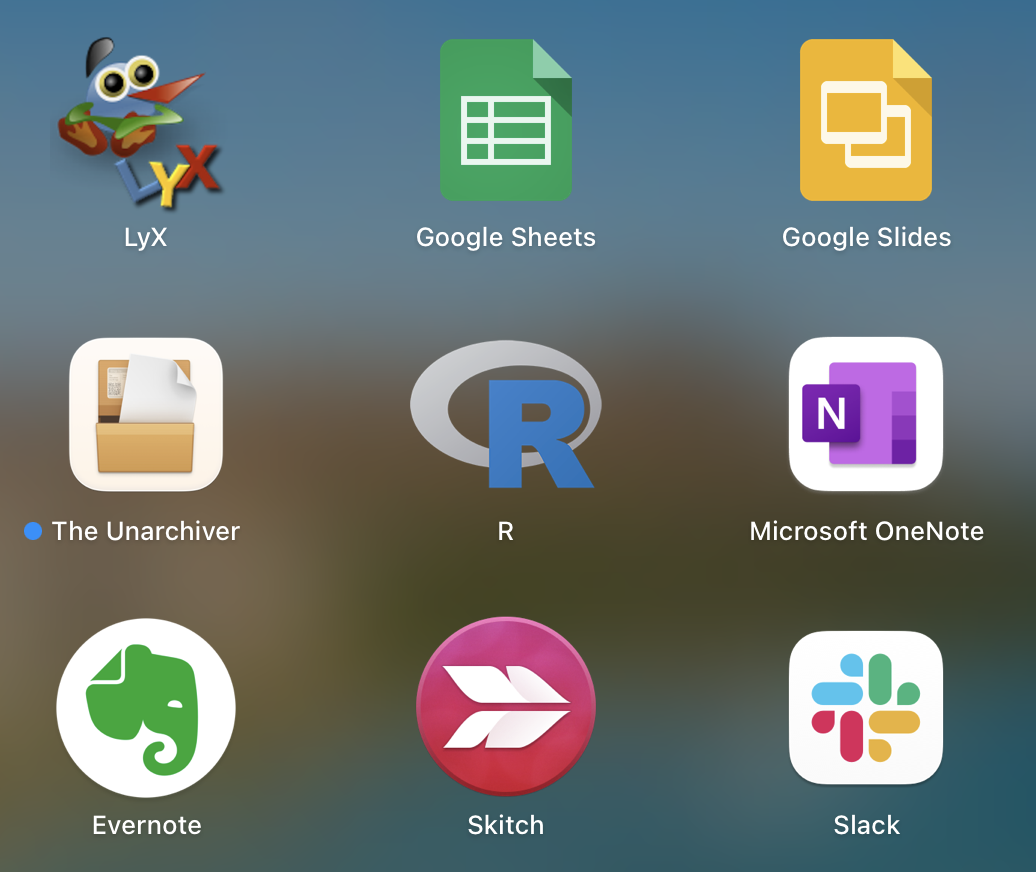 LyX
LyX
Google Sheets
Google Slides
The Unarchiver
R
N
R
Microsoft OneNote
Evernote
Skitch
Slack